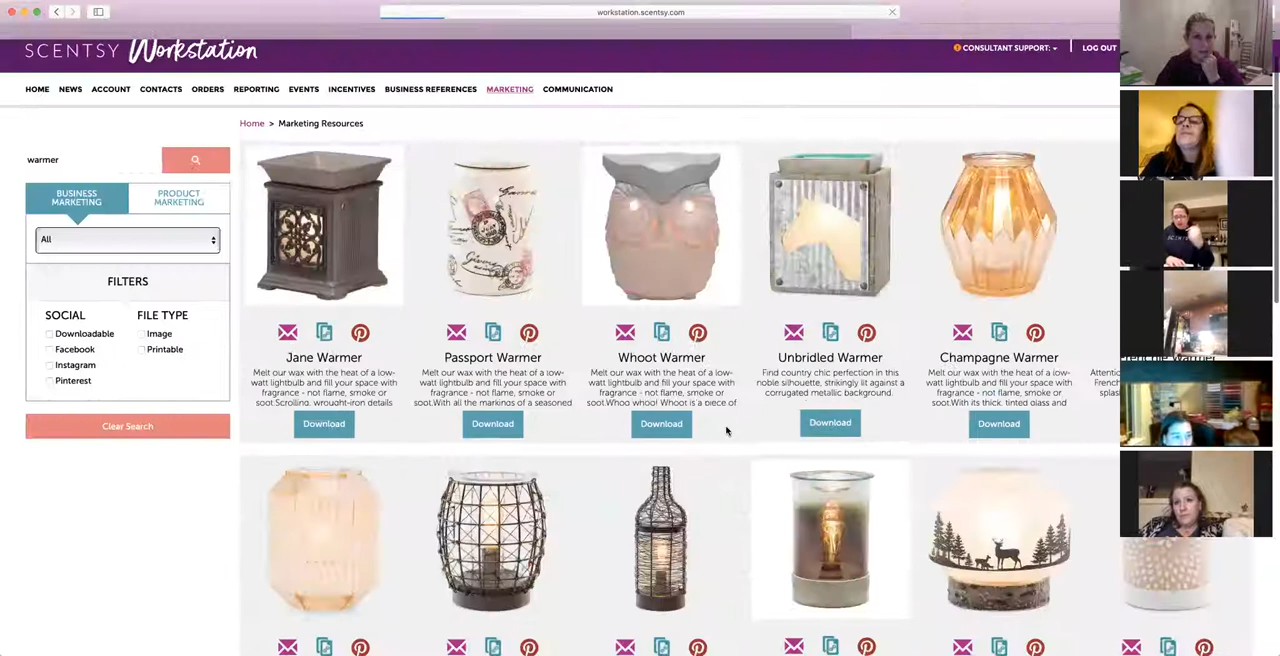 workstation.scentsy.com
SCENTSY Workstation
CONSULTANT SUPPORT:
LOG OUT
HOME NEWS ACCOUNT CONTACTS ORDERS REPORTING EVENTS INCENTIVES BUSINESS REFERENCES MARKETING COMMUNICATION
Home > Marketing Resources
warmer
BUSINESS MARKETING
PRODUCT MARKETING
All
FILTERS
SOCIAL
Downloadable
Facebook
Instagram
Pinterest
FILE TYPE
Image
Printable
Clear Search
Jane Warmer
Melt our wax with the heat of a low-
watt lightbulb and fill your space with
fragrance - not flame, smoke or
soot.Scrolling, wrought-iron details
Download
Passport Warmer
Melt our wax with the heat of a low-
watt lightbulb and fill your space with
fragrance - not flame, smoke or
soot.With all the markings of a seasoned
Download
Whoot Warmer
Melt our wax with the heat of a low-
watt lightbulb and fill your space with
fragrance - not flame, smoke or
soot.Whoo whoo! Whoot is a piece of
Download
Unbridled Warmer
Find country chic perfection in this
noble silhouette, strikingly lit against a
corrugated metallic background.
Download
Champagne Warmer
Melt our wax with the heat of a low-
watt lightbulb and fill your space with
fragrance - not flame, smoke or
soot.With its thick, tinted glass and
Download
Frenchie Warmer